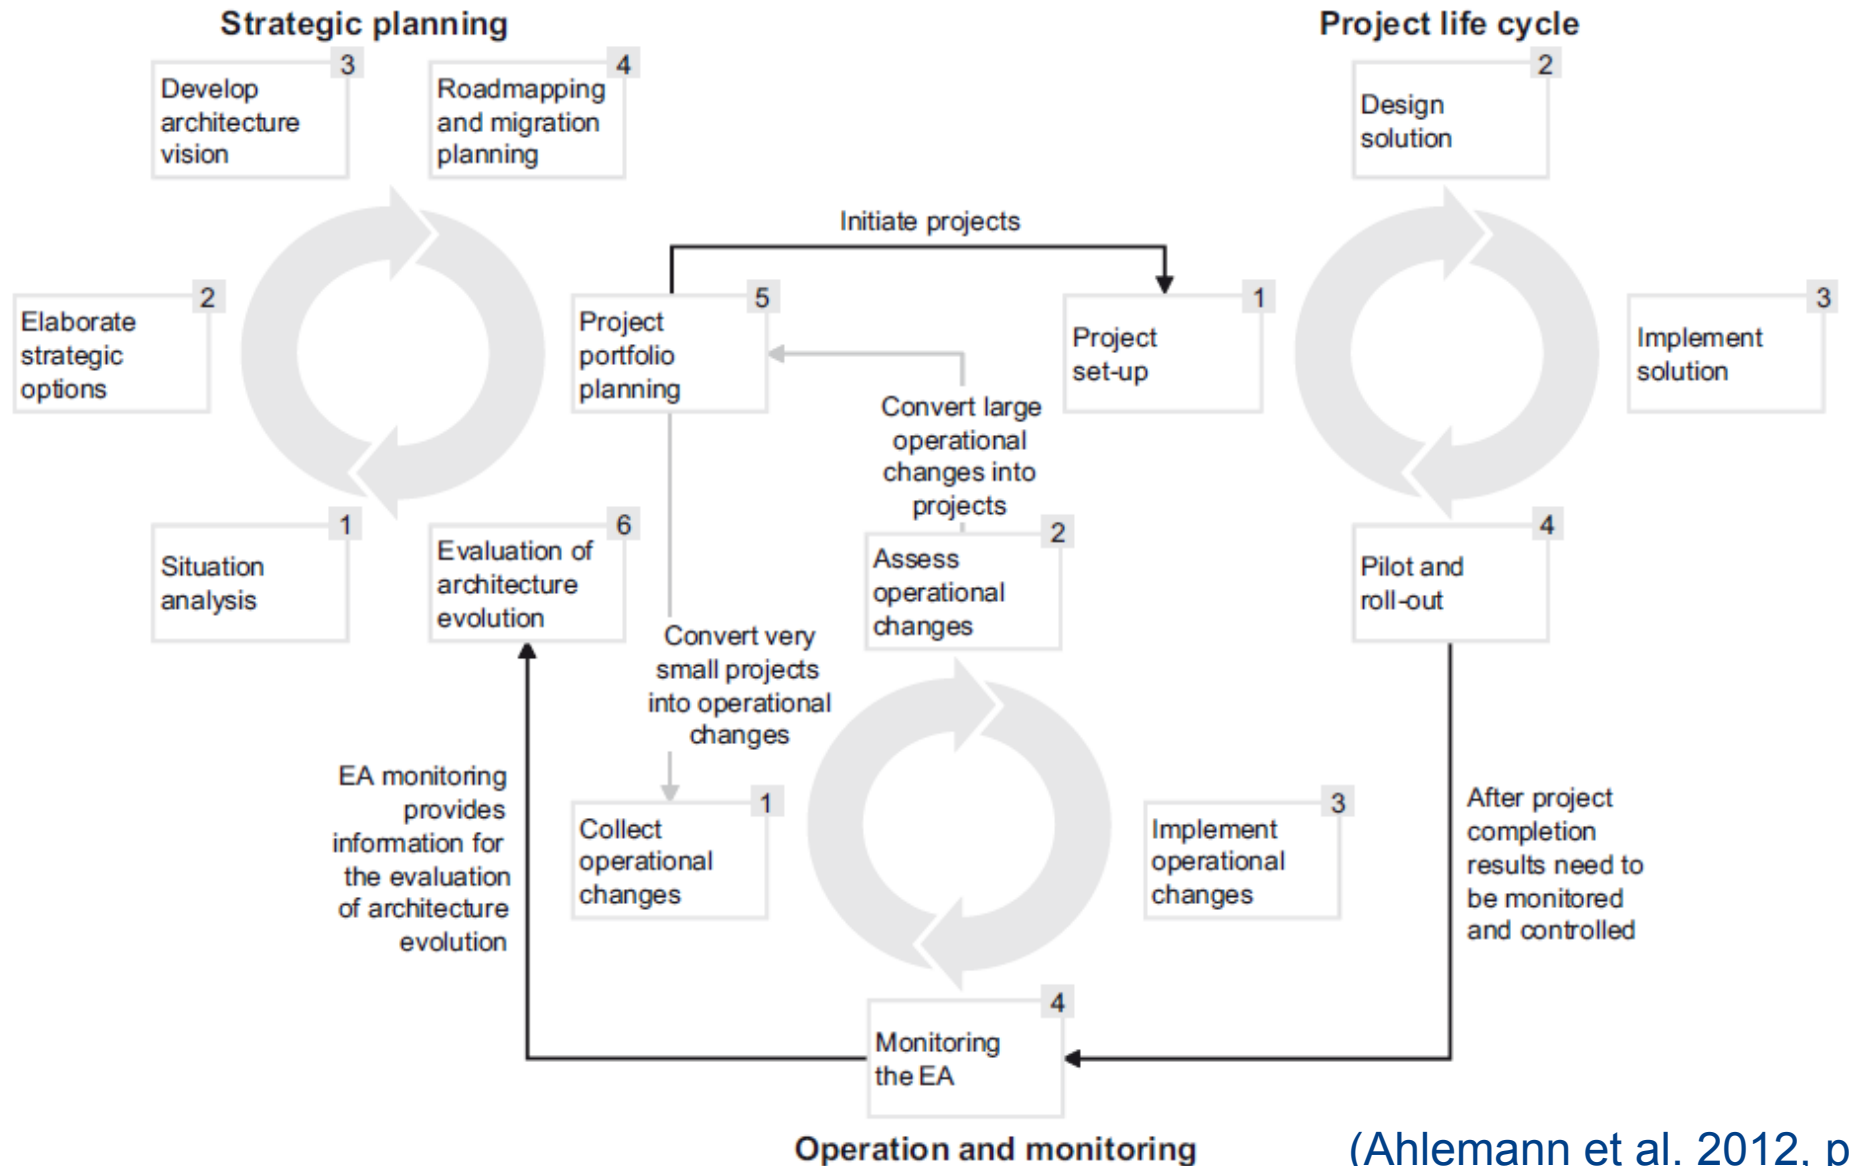 Strategic planning
Project life cycle
3
Develop
architecture
vision
4
Roadmapping
and migration
planning
2
Design
solution
Initiate projects
2
Elaborate
strategic
options
5
Project
portfolio
planning
1
Project
set-up
3
Implement
solution
Convert large
operational
changes into
projects
1
Situation
analysis
6
Evaluation of
architecture
evolution
2
Assess
operational
changes
4
Pilot and
roll-out
Convert very
small projects
into operational
changes
EA monitoring
provides
information for
the evaluation
of architecture
evolution
1
Collect
operational
changes
3
Implement
operational
changes
After project
completion
results need to
be monitored
and controlled
4
Monitoring
the EA
Operation and monitoring
(Ahlemann et al. 2012, p